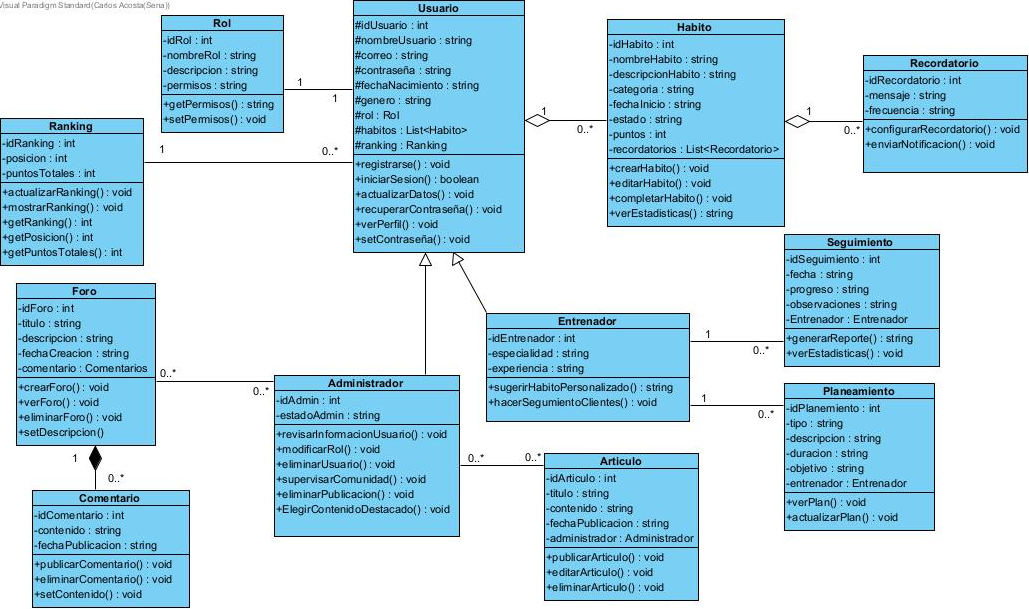 Visual Paradigm Standard(Carlos Acosta(Sena))
Rol
-idRol : int
-nombreRol : string
-descripcion : string
-permisos : string
+getPermisos() : string
+setPermisos() : void
Usuario
#idUsuario : int
#nombreUsuario : string
#correo : string
#contraseña : string
#fechaNacimiento : string
#genero : string
#rol : Rol
#habitos : List<Habito>
#ranking : Ranking
+registrarse() : void
+iniciarSesion() : boolean
+actualizarDatos() : void
+recuperarContraseña() : void
+verPerfil() : void
+setContraseña() : void
Habito
-idHabito : int
-nombreHabito : string
-descripcionHabito : string
-categoria : string
-fechaInicio : string
-estado : string
-puntos : int
-recordatorios : List<Recordatorio>
+crearHabito() : void
+editarHabito() : void
+completarHabito() : void
+verEstadisticas() : string
Recordatorio
-idRecordatorio : int
-mensaje : string
-frecuencia : string
+configurarRecordatorio() : void
+enviarNotificacion() : void
1
1
1
0..*
1
0..*
Ranking
-idRanking : int
-posicion : int
-puntosTotales : int
+actualizarRanking() : void
+mostrarRanking() : void
+getRanking() : int
+getPosicion() : int
+getPuntosTotales() : int
1
0..*
Seguimiento
-idSeguimiento : int
-fecha : string
-progreso : string
-observaciones : string
-Entrenador : Entrenador
+generarReporte() : string
+verEstadisticas() : void
Foro
-idForo : int
-titulo : string
-descripcion : string
-fechaCreacion : string
-comentario : Comentarios
+crearForo() : void
+verForo() : void
+eliminarForo() : void
+setDescripcion()
Entrenador
-idEntrenador : int
-especialidad : string
-experiencia : string
+sugerirHabitoPersonalizado() : string
+hacerSegumientoClientes() : void
1
0..*
1
0..*
0..*
0..*
Administrador
-idAdmin : int
-estadoAdmin : string
+revisarInformacionUsuario() : void
+modificarRol() : void
+eliminarUsuario() : void
+supervisarComunidad() : void
+eliminarPublicacion() : void
+ElegirContenidoDestacado() : void
Planeamiento
-idPlanemiento : int
-tipo : string
-descripcion : string
-duracion : string
-objetivo : string
-entrenador : Entrenador
+verPlan() : void
+actualizarPlan() : void
1
0..*
0..*
0..*
Comentario
-idComentario : int
-contenido : string
-fechaPublicacion : string
+publicarComentario() : void
+eliminarComentario() : void
+setContenido() : void
Articulo
-idArticulo : int
-titulo : string
-contenido : string
-fechaPublicacion : string
-administrador : Administrador
+publicarArticulo() : void
+editarArticulo() : void
+eliminarArticulo() : void